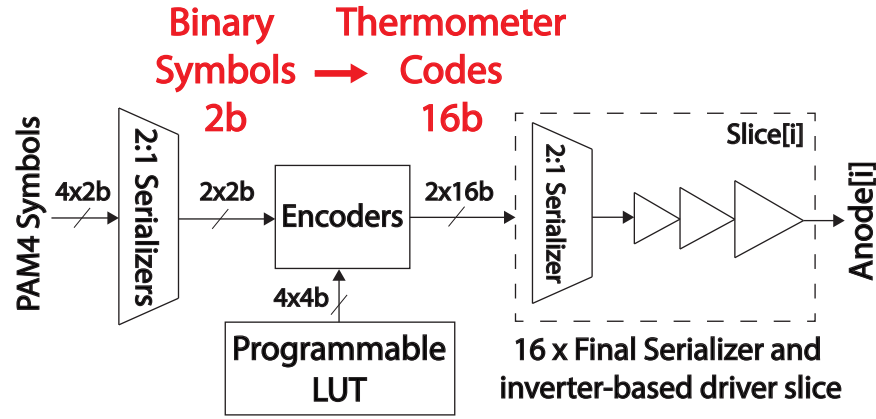 Binary
Symbols
2b
Thermometer
Codes
16b
PAM4 Symbols
4x2b
2:1 Serializers
2x2b
Encoders
2x16b
4x4b
Programmable
LUT
Slice[i]
2:1 Serializer
Anode[i]
16 x Final Serializer and
inverter-based driver slice